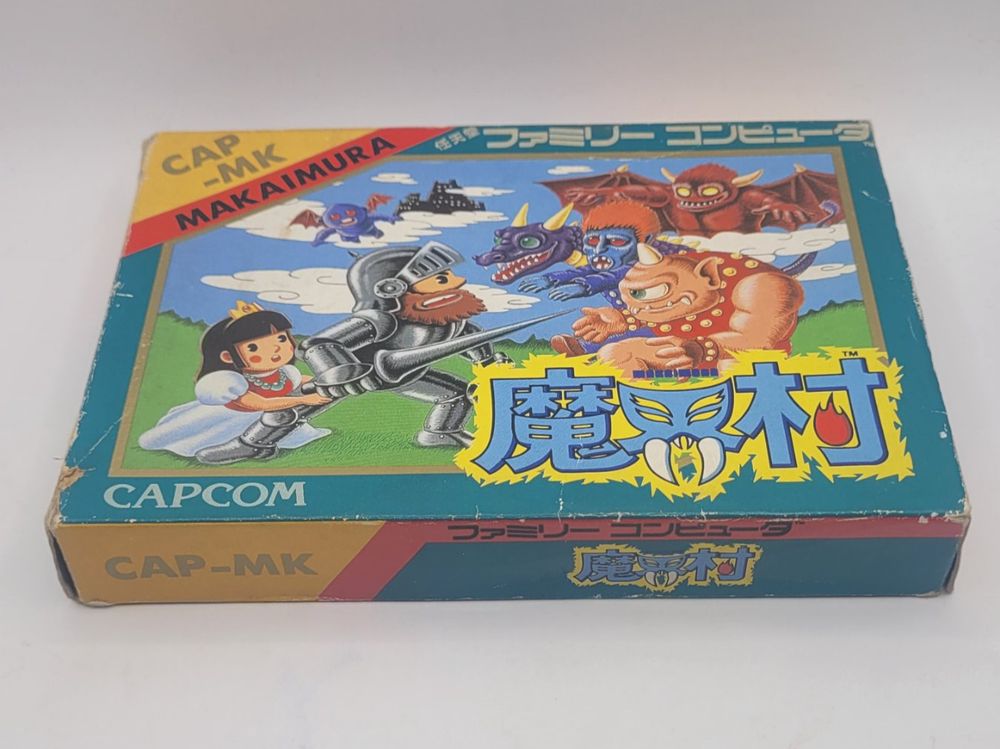 CAP
-MK
MAKAIMURA
任天堂 ファミリー コンピュータ
TM
MAKAIMURA
TM
魔界村
CAPCOM
CAP-MK
ファミリー コンピュータ
魔界村